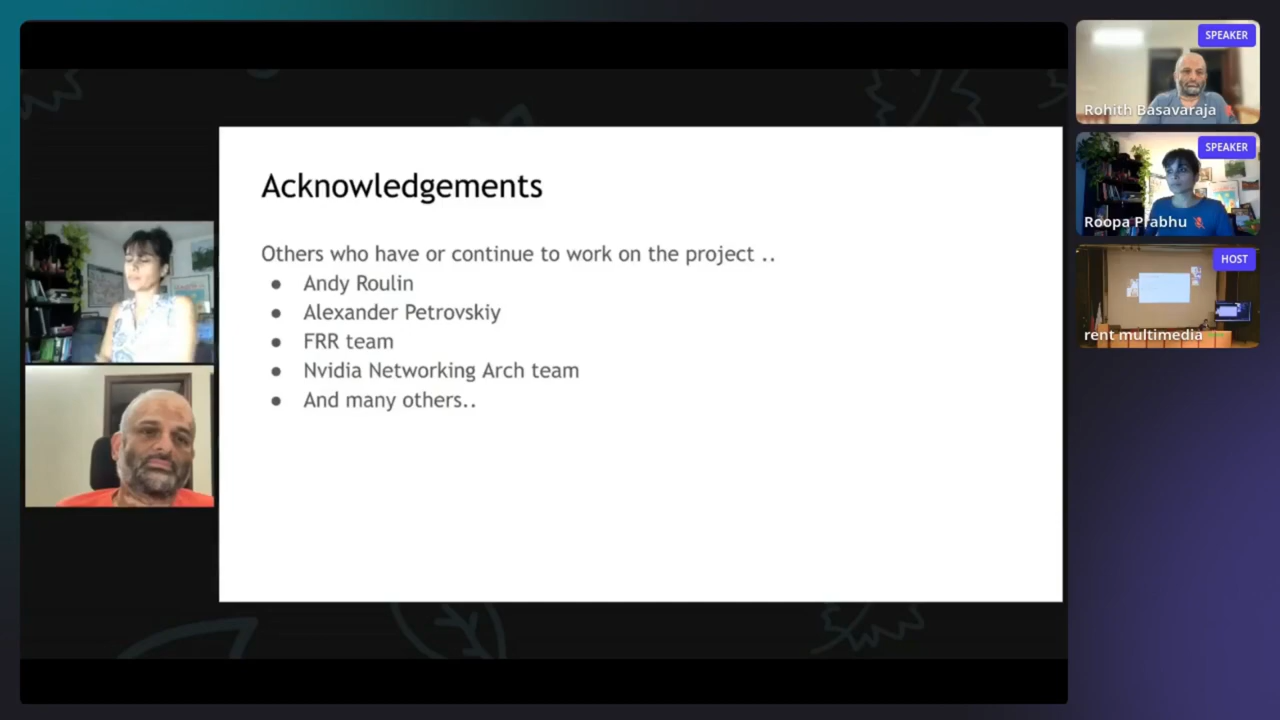 Acknowledgements
Others who have or continue to work on the project ..
● Andy Roulin
● Alexander Petrovskiy
● FRR team
● Nvidia Networking Arch team
● And many others..
SPEAKER
Rohith Basavaraja
SPEAKER
Roopa Prabhu
HOST
rent multimedia